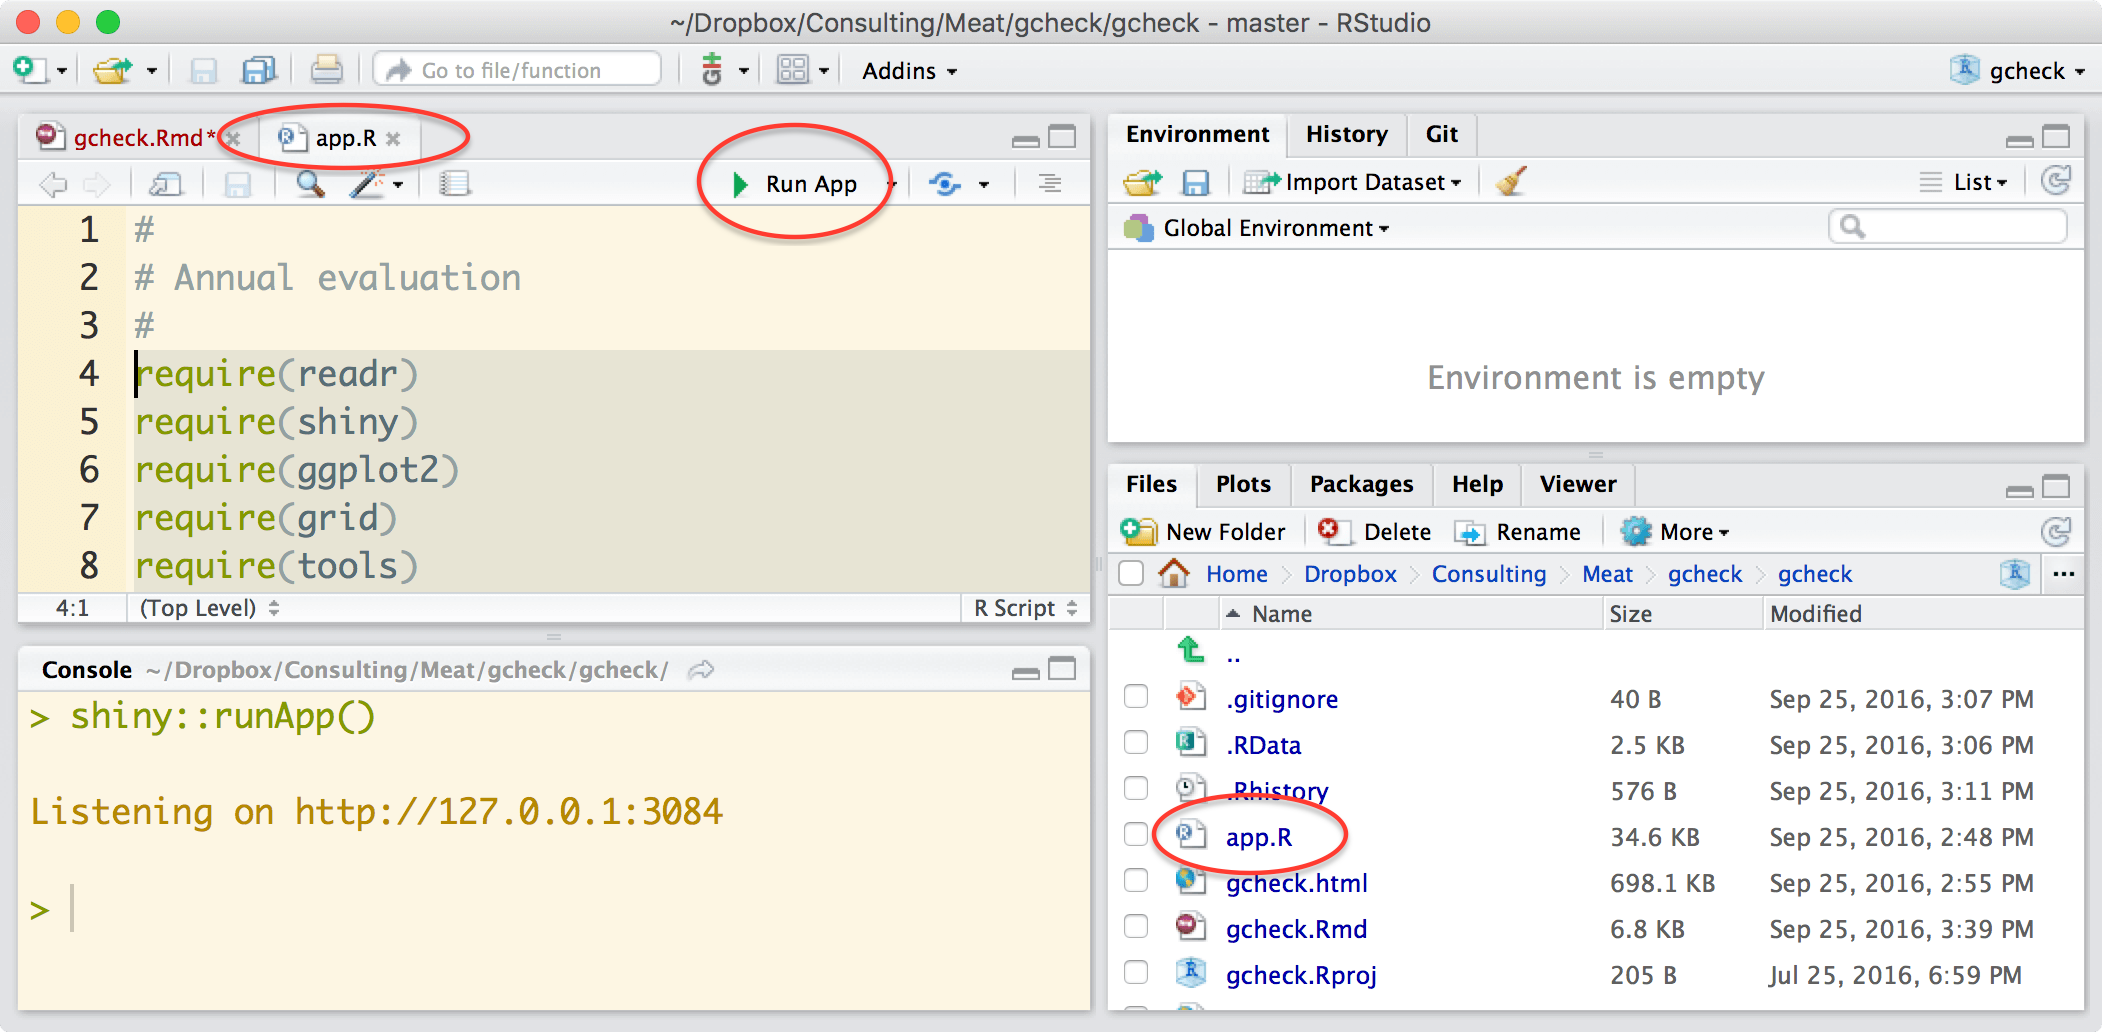 ~/Dropbox/Consulting/Meat/gcheck/gcheck - master - RStudio
Go to file/function
Addins
gcheck
gcheck.Rmd*
app.R
Run App
1 #
2 # Annual evaluation
3 #
4 require(readr)
5 require(shiny)
6 require(ggplot2)
7 require(grid)
8 require(tools)
4:1 (Top Level) R Script
Console ~/Dropbox/Consulting/Meat/gcheck/gcheck/
> shiny::runApp()
Listening on http://127.0.0.1:3084
>
Environment History Git
Import Dataset List
Global Environment
Environment is empty
Files Plots Packages Help Viewer
New Folder Delete Rename More
Home Dropbox Consulting Meat gcheck gcheck ...
Name Size Modified
..
.gitignore 40 B Sep 25, 2016, 3:07 PM
.RData 2.5 KB Sep 25, 2016, 3:06 PM
.Rhistory 576 B Sep 25, 2016, 3:11 PM
app.R 34.6 KB Sep 25, 2016, 2:48 PM
gcheck.html 698.1 KB Sep 25, 2016, 2:55 PM
gcheck.Rmd 6.8 KB Sep 25, 2016, 3:39 PM
gcheck.Rproj 205 B Jul 25, 2016, 6:59 PM